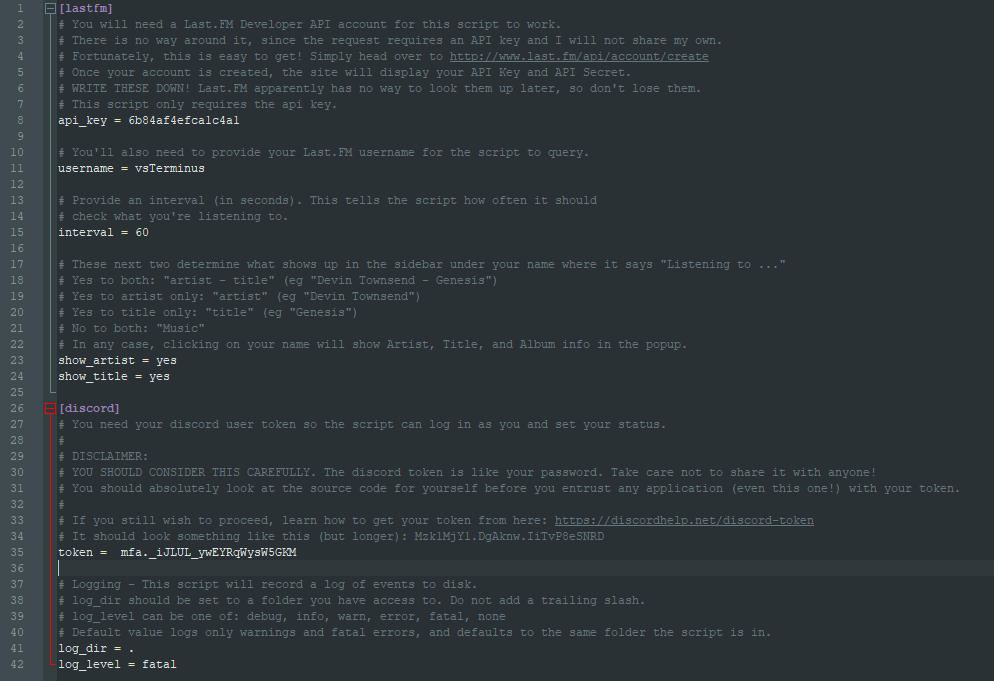 1 [lastfm]
2 # You will need a Last.FM Developer API account for this script to work.
3 # There is no way around it, since the request requires an API key and I will not share my own.
4 # Fortunately, this is easy to get! Simply head over to http://www.last.fm/api/account/create
5 # Once your account is created, the site will display your API Key and API Secret.
6 # WRITE THESE DOWN! Last.FM apparently has no way to look them up later, so don't lose them.
7 # This script only requires the api key.
8 api_key = 6b84af4efca1c4a1
9
10 # You'll also need to provide your Last.FM username for the script to query.
11 username = vsTerminus
12
13 # Provide an interval (in seconds). This tells the script how often it should
14 # check what you're listening to.
15 interval = 60
16
17 # These next two determine what shows up in the sidebar under your name where it says "Listening to ..."
18 # Yes to both: "artist - title" (eg "Devin Townsend - Genesis")
19 # Yes to artist only: "artist" (eg "Devin Townsend")
20 # Yes to title only: "title" (eg "Genesis")
21 # No to both: "Music"
22 # In any case, clicking on your name will show Artist, Title, and Album info in the popup.
23 show_artist = yes
24 show_title = yes
25
26 [discord]
27 # You need your discord user token so the script can log in as you and set your status.
28 #
29 # DISCLAIMER:
30 # YOU SHOULD CONSIDER THIS CAREFULLY. The discord token is like your password. Take care not to share it with anyone!
31 # You should absolutely look at the source code for yourself before you entrust any application (even this one!) with your token.
32 #
33 # If you still wish to proceed, learn how to get your token from here: https://discordhelp.net/discord-token
34 # It should look something like this (but longer): MzklMjYl.DgAknw.IiTvP8eSNRD
35 token =  mfa._iJLUL_ywEYRqWysW5GKM
36
37 # Logging - This script will record a log of events to disk.
38 # log_dir should be set to a folder you have access to. Do not add a trailing slash.
39 # log_level can be one of: debug, info, warn, error, fatal, none
40 # Default value logs only warnings and fatal errors, and defaults to the same folder the script is in.
41 log_dir = .
42 log_level = fatal